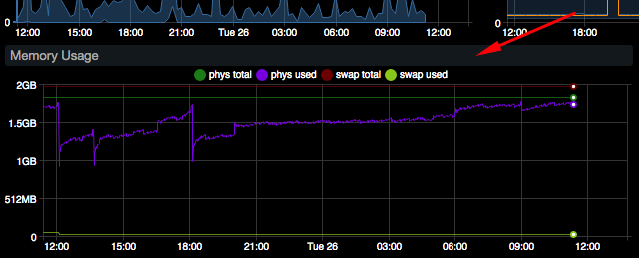 0 0
12:00 15:00 18:00 21:00 Tue 26 03:00 06:00 09:00 12:00 12:00 18:00
Memory Usage
phys total phys used swap total swap used
2GB
1.5GB
1GB
512MB
0
12:00 15:00 18:00 21:00 Tue 26 03:00 06:00 09:00 12:00